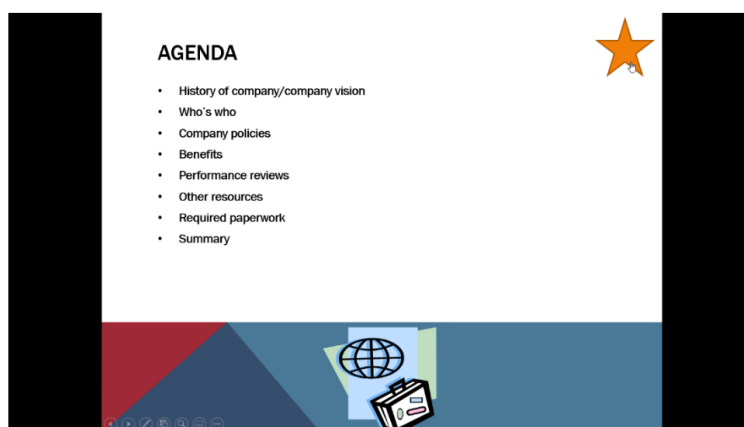 AGENDA
• History of company/company vision
• Who's who
• Company policies
• Benefits
• Performance reviews
• Other resources
• Required paperwork
• Summary